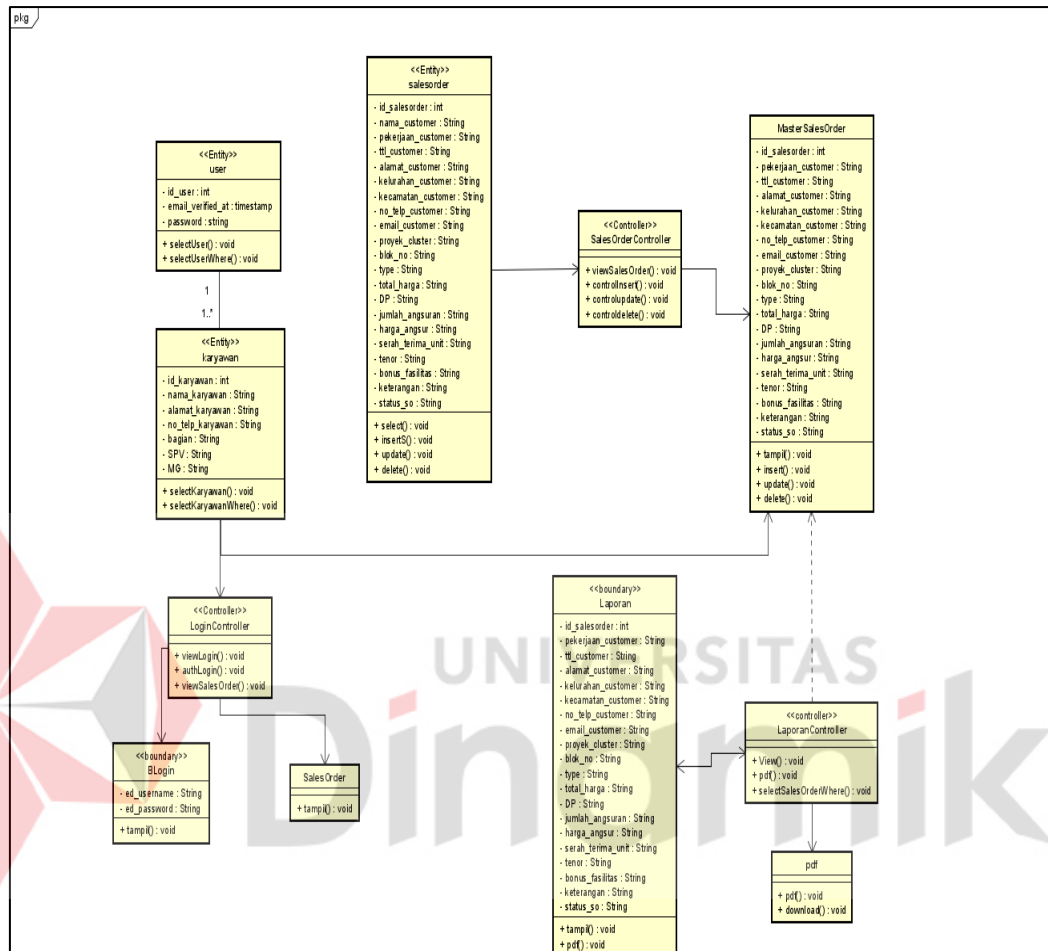 pkg
<<Entity>>
user
- id_user : int
- email_verified_at : timestamp
- password : string
+ selectUser() : void
+ selectUserWhere() : void
1
1..*
<<Entity>>
karyawan
- id_karyawan : int
- nama_karyawan : String
- alamat_karyawan : String
- no_telp_karyawan : String
- bagian : String
- SPV : String
- MG : String
+ selectKaryawan() : void
+ selectKaryawanWhere() : void
<<Entity>>
salesorder
- id_salesorder : int
- nama_customer : String
- pekerjaan_customer : String
- ttl_customer : String
- alamat_customer : String
- kelurahan_customer : String
- kecamatan_customer : String
- no_telp_customer : String
- email_customer : String
- proyek_cluster : String
- blok_no : String
- type : String
- total_harga : String
- DP : String
- jumlah_angsuran : String
- harga_angsur : String
- serah_terima_unit : String
- tenor : String
- bonus_fasilitas : String
- keterangan : String
- status_so : String
+ select() : void
+ insertS() : void
+ update() : void
+ delete() : void
<<Controller>>
SalesOrderController
+ viewSalesOrder() : void
+ controlInsert() : void
+ controlupdate() : void
+ controldelete() : void
MasterSalesOrder
- id_salesorder : int
- pekerjaan_customer : String
- ttl_customer : String
- alamat_customer : String
- kelurahan_customer : String
- kecamatan_customer : String
- no_telp_customer : String
- email_customer : String
- proyek_cluster : String
- blok_no : String
- type : String
- total_harga : String
- DP : String
- jumlah_angsuran : String
- harga_angsur : String
- serah_terima_unit : String
- tenor : String
- bonus_fasilitas : String
- keterangan : String
- status_so : String
+ tampil() : void
+ insert() : void
+ update() : void
+ delete() : void
<<Controller>>
LoginController
+ viewLogin() : void
+ authLogin() : void
+ viewSalesOrder() : void
<<boundary>>
BLogin
- ed_username : String
- ed_password : String
+ tampil() : void
SalesOrder
+ tampil() : void
<<boundary>>
Laporan
- id_salesorder : int
- pekerjaan_customer : String
- ttl_customer : String
- alamat_customer : String
- kelurahan_customer : String
- kecamatan_customer : String
- no_telp_customer : String
- email_customer : String
- proyek_cluster : String
- blok_no : String
- type : String
- total_harga : String
- DP : String
- jumlah_angsuran : String
- harga_angsur : String
- serah_terima_unit : String
- tenor : String
- bonus_fasilitas : String
- keterangan : String
- status_so : String
+ tampil() : void
+ pdf() : void
<<controller>>
LaporanController
+ View() : void
+ pdf() : void
+ selectSalesOrderWhere() : void
pdf
+ pdf() : void
+ download() : void
UNIVERSITAS
Dinamik